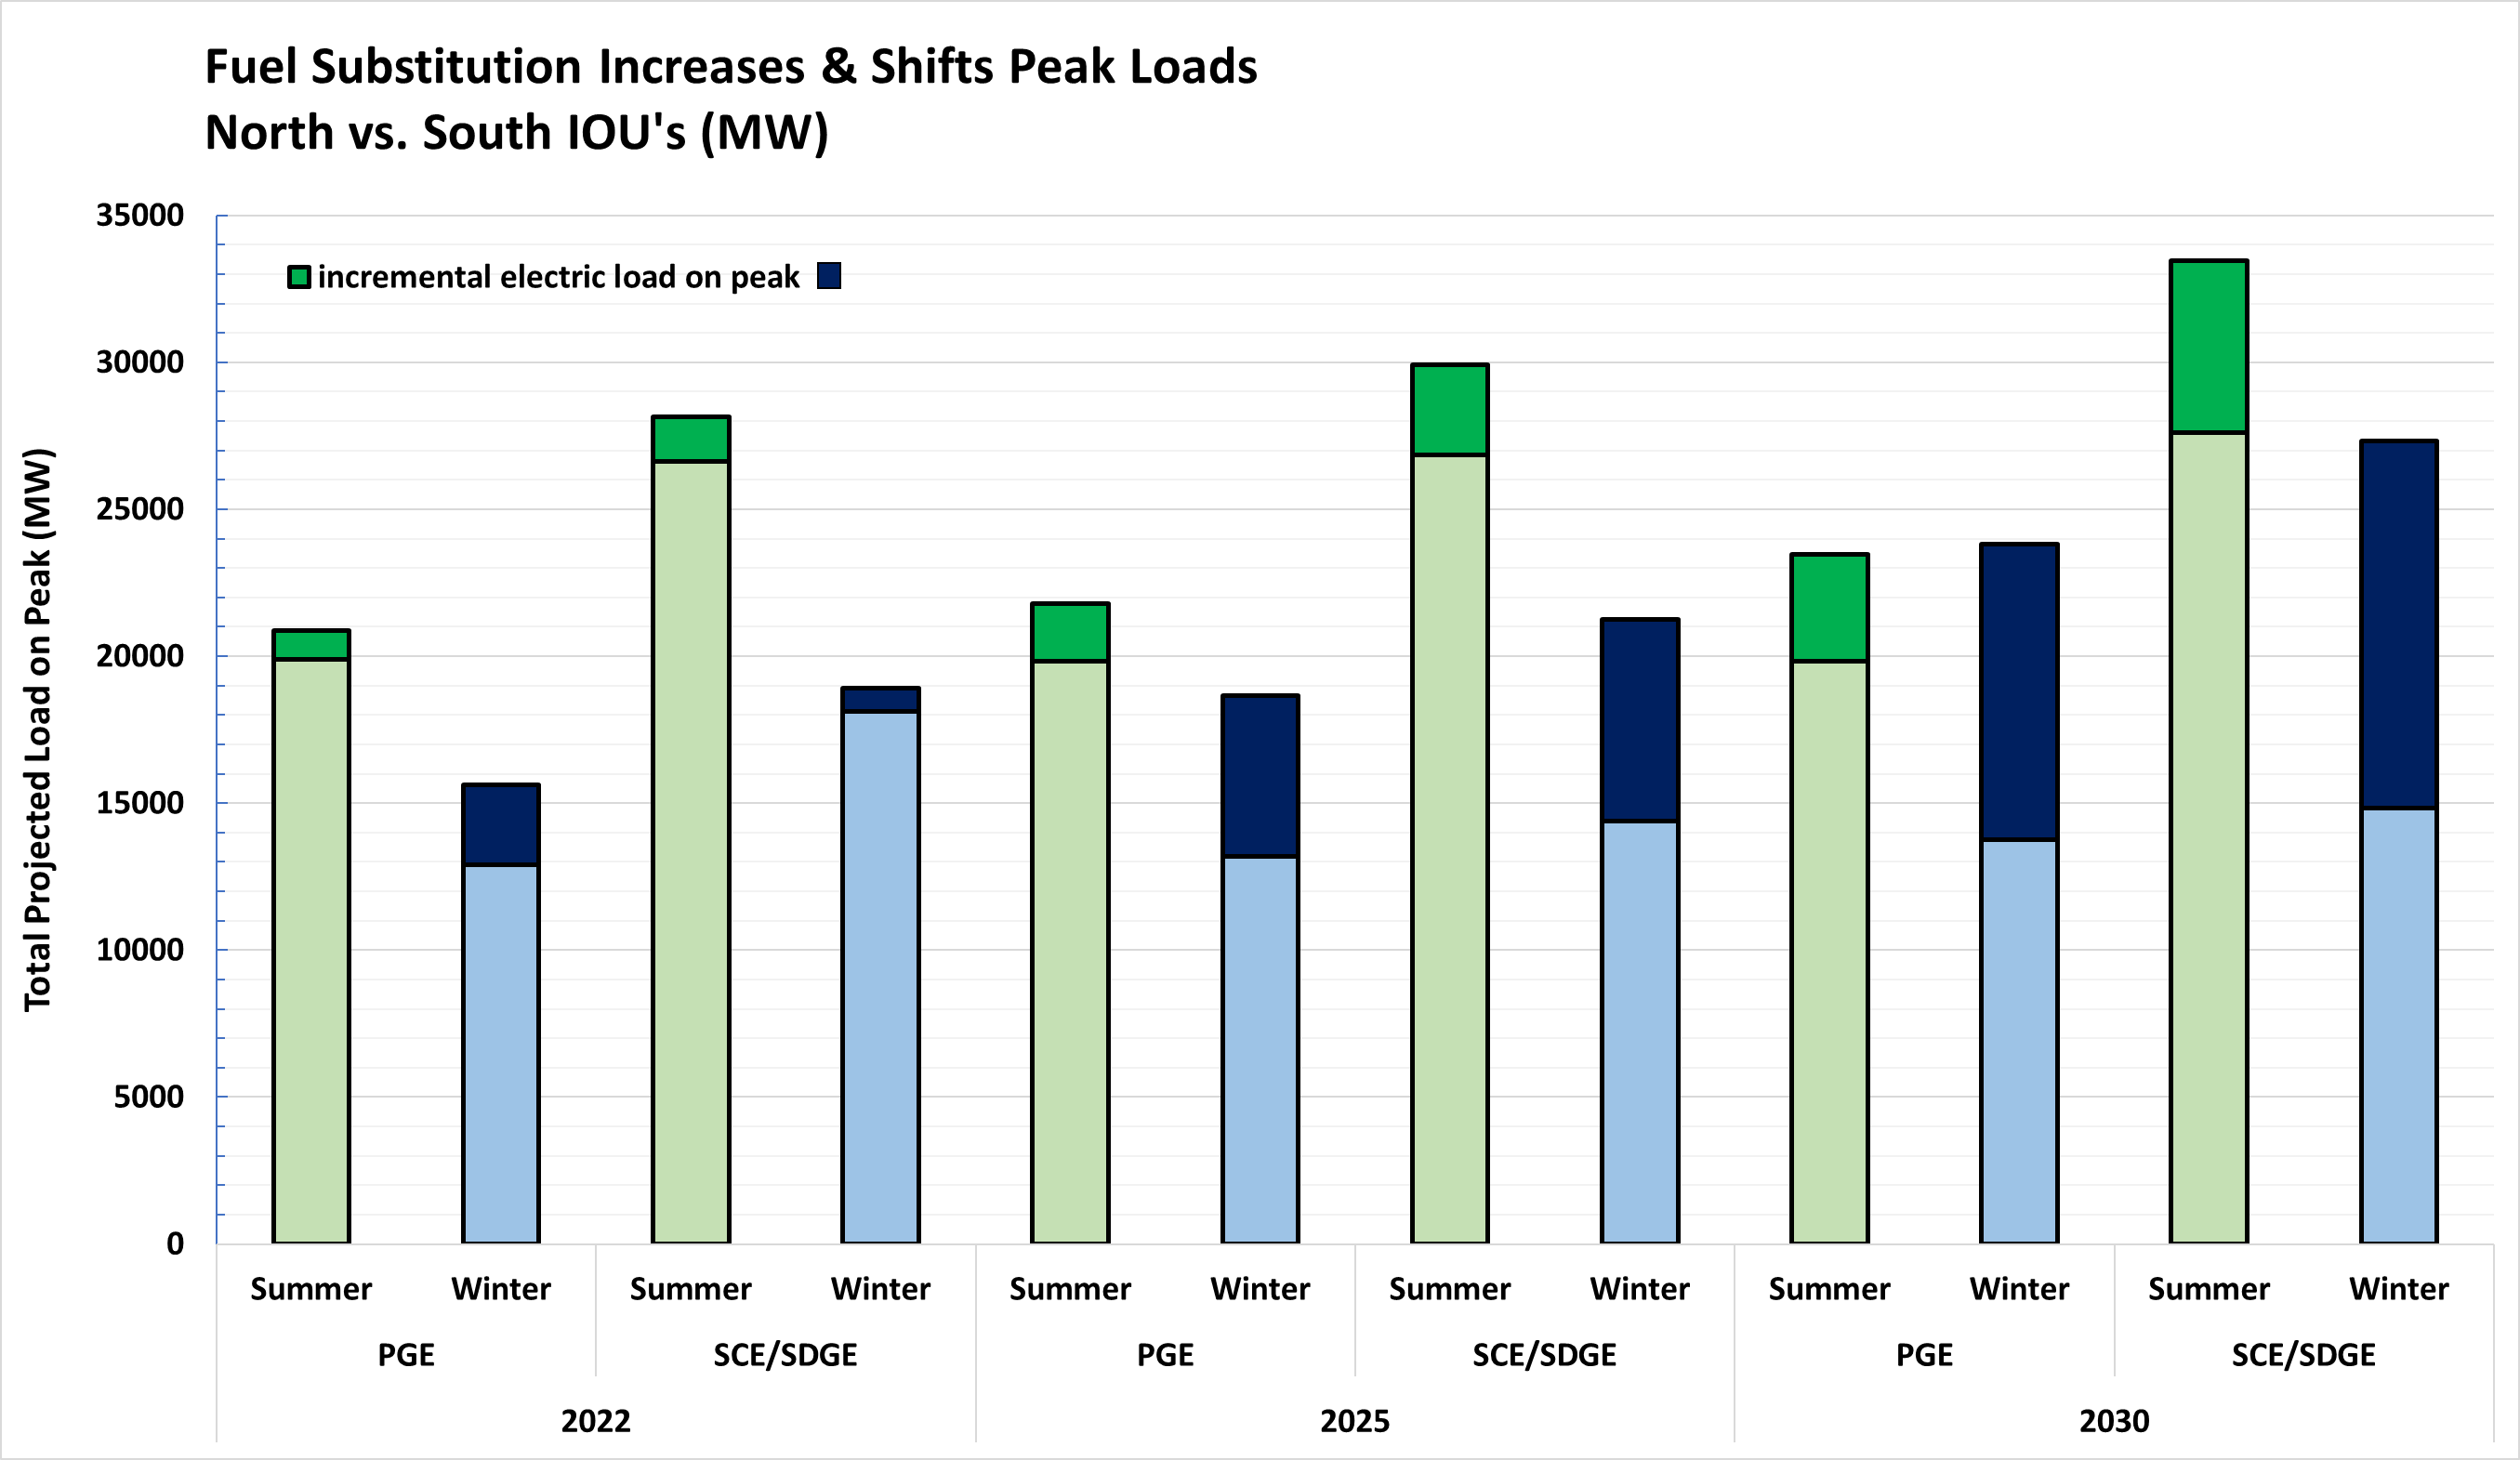 Fuel Substitution Increases & Shifts Peak Loads
North vs. South IOU's (MW)
Total Projected Load on Peak (MW)
35000
30000
25000
20000
15000
10000
5000
0
incremental electric load on peak
Summer Winter Summer Winter Summer Winter Summer Winter Summer Winter Summer Winter
PGE SCE/SDGE PGE SCE/SDGE PGE SCE/SDGE
2022 2025 2030